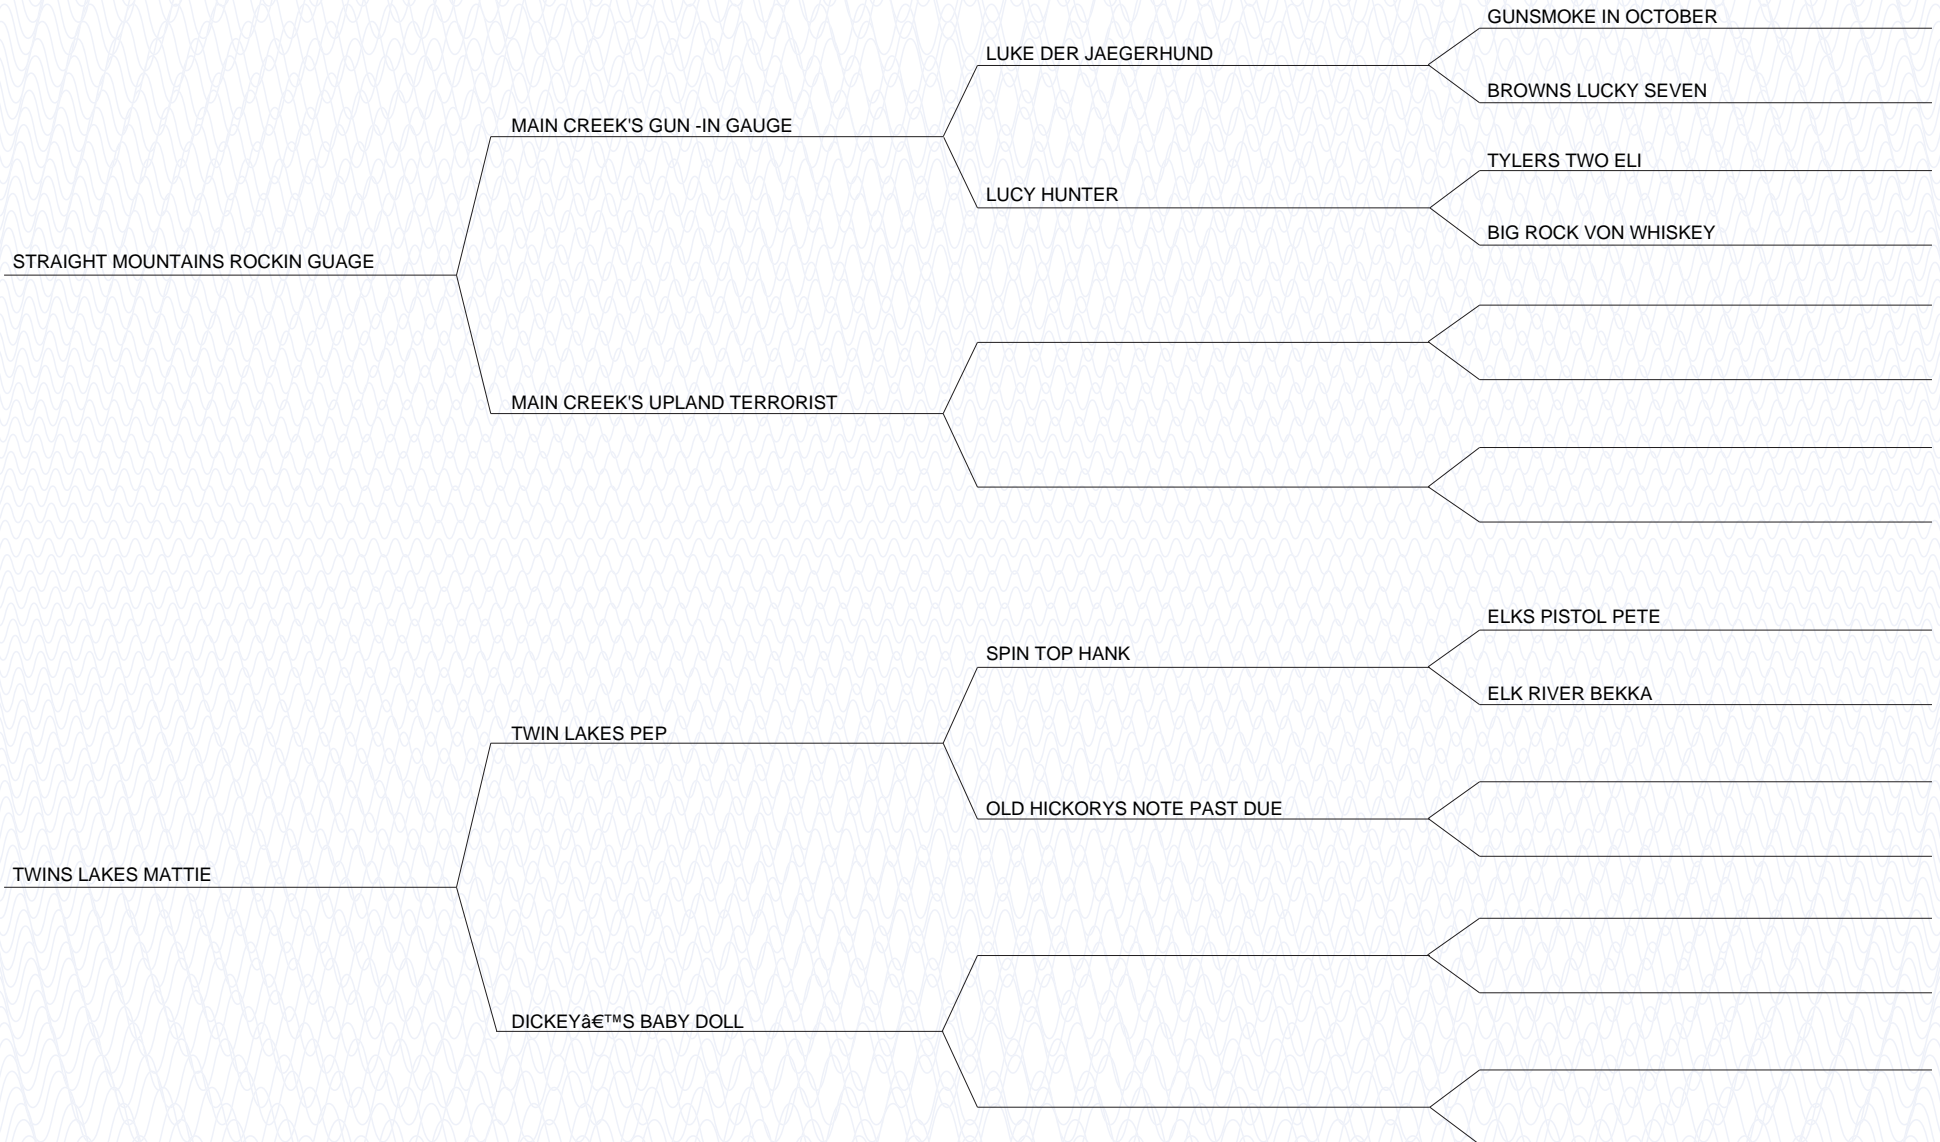 GUNSMOKE IN OCTOBER
LUKE DER JAEGERHUND
BROWNS LUCKY SEVEN
MAIN CREEK'S GUN -IN GAUGE
TYLERS TWO ELI
LUCY HUNTER
BIG ROCK VON WHISKEY
STRAIGHT MOUNTAINS ROCKIN GUAGE
MAIN CREEK'S UPLAND TERRORIST
ELKS PISTOL PETE
SPIN TOP HANK
ELK RIVER BEKKA
TWIN LAKES PEP
OLD HICKORYS NOTE PAST DUE
TWINS LAKES MATTIE
DICKEYâ€™S BABY DOLL